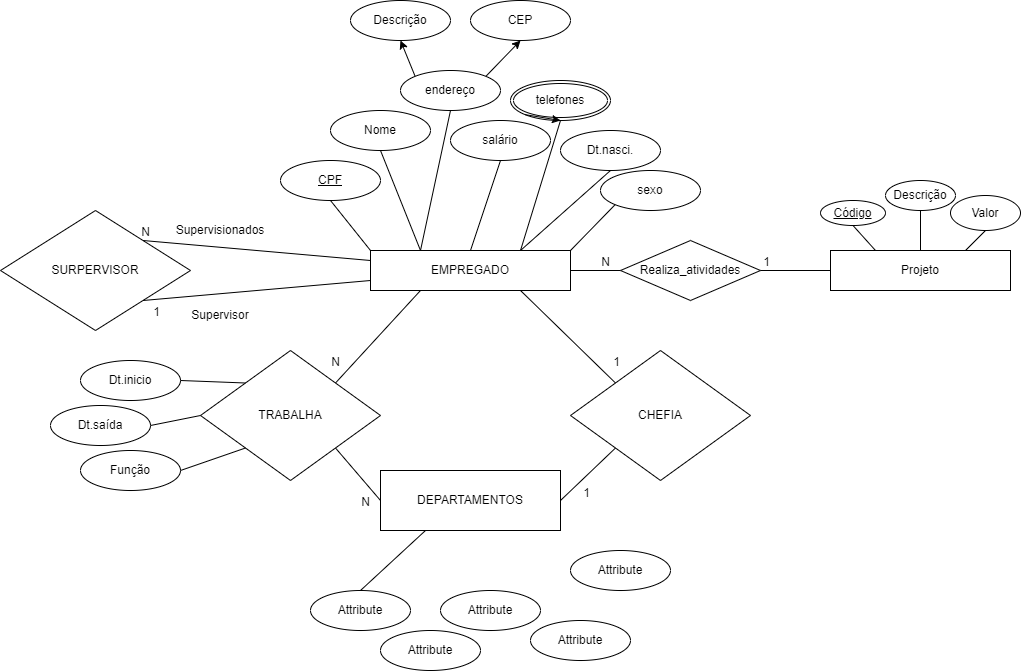 Descrição
CEP
endereço
telefones
Nome
salário
Dt.nasci.
CPF
sexo
Descrição
Código
Valor
N
Supervisionados
SURPERVISOR
EMPREGADO
N
Realiza_atividades
1
Projeto
1
Supervisor
N
1
Dt.inicio
TRABALHA
CHEFIA
Dt.saída
Função
N
DEPARTAMENTOS
1
Attribute
Attribute
Attribute
Attribute
Attribute